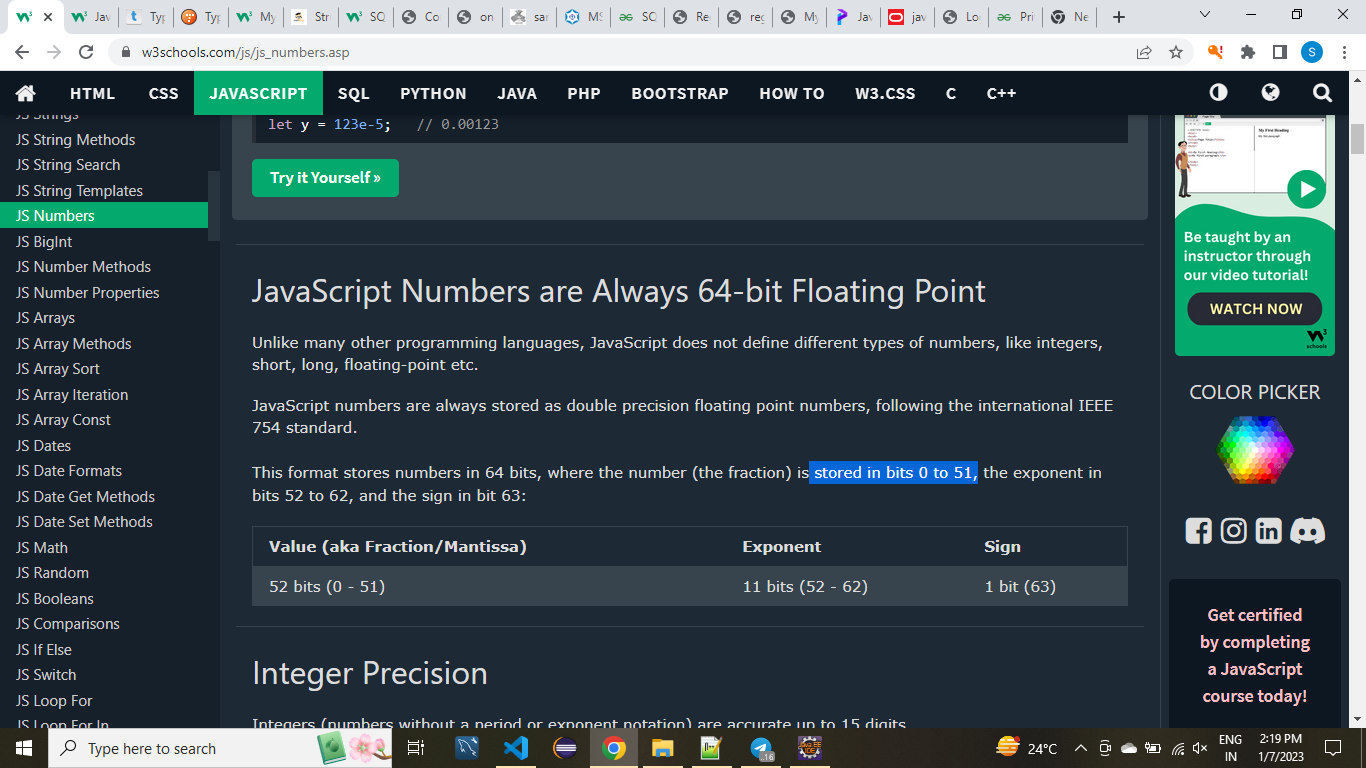 Jav
Typ
Typ
My
Str
SQ
Co
on
sar
MS
SC
Re
reg
My
Jav
jav
Lo
Pri
Ne
w3schools.com/js/js_numbers.asp
S
HTML CSS JAVASCRIPT SQL PYTHON JAVA PHP BOOTSTRAP HOW TO W3.CSS C C++
JS Strings
JS String Methods
JS String Search
JS String Templates
JS Numbers
JS BigInt
JS Number Methods
JS Number Properties
JS Arrays
JS Array Methods
JS Array Sort
JS Array Iteration
JS Array Const
JS Dates
JS Date Formats
JS Date Get Methods
JS Date Set Methods
JS Math
JS Random
JS Booleans
JS Comparisons
JS If Else
JS Switch
JS Loop For
JS Loop For In
let y = 123e-5;   // 0.00123
Try it Yourself »
JavaScript Numbers are Always 64-bit Floating Point
Unlike many other programming languages, JavaScript does not define different types of numbers, like integers,
short, long, floating-point etc.
JavaScript numbers are always stored as double precision floating point numbers, following the international IEEE
754 standard.
This format stores numbers in 64 bits, where the number (the fraction) is stored in bits 0 to 51, the exponent in
bits 52 to 62, and the sign in bit 63:
Value (aka Fraction/Mantissa) Exponent Sign
52 bits (0 - 51) 11 bits (52 - 62) 1 bit (63)
Integer Precision
Integers (numbers without a period or exponent notation) are accurate up to 15 digits
My First Heading
Be taught by an
instructor through
our video tutorial!
WATCH NOW
schools
COLOR PICKER
Get certified
by completing
a JavaScript
course today!
Type here to search
16
24°C
ENG
IN
2:19 PM
1/7/2023